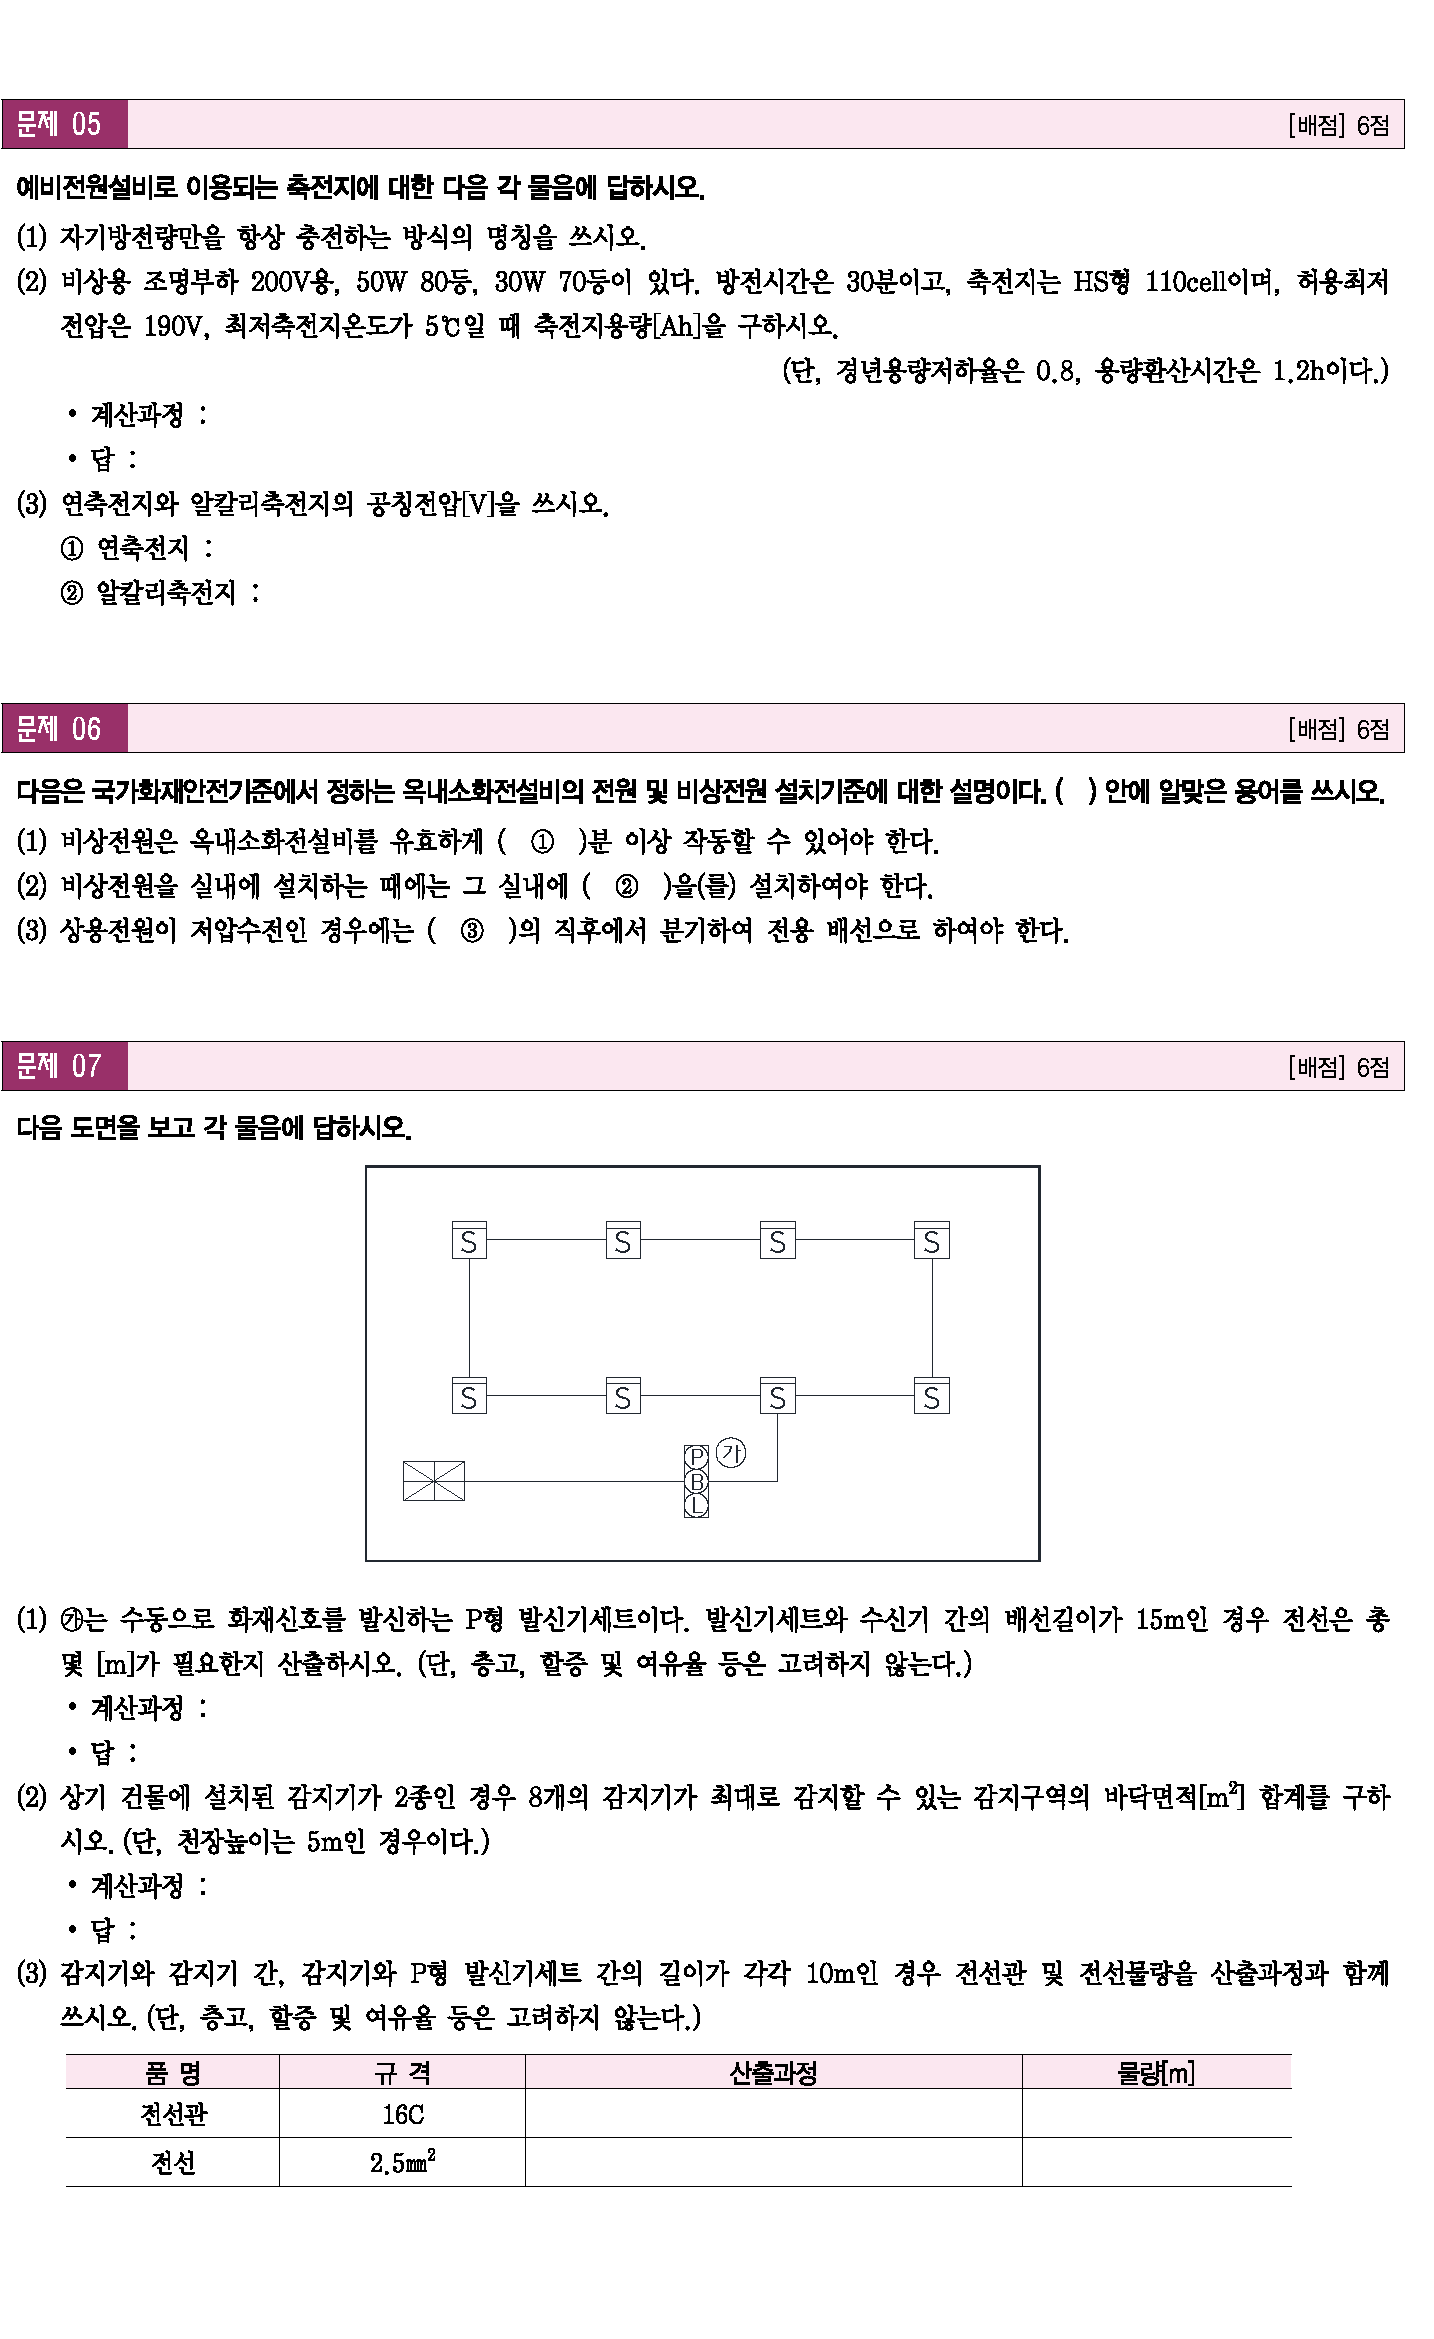 문제 05
[배점] 6점
예비전원설비로 이용되는 축전지에 대한 다음 각 물음에 답하시오.
(1) 자기방전량만을 항상 충전하는 방식의 명칭을 쓰시오.
(2) 비상용 조명부하 200V용, 50W 80등, 30W 70등이 있다. 방전시간은 30분이고, 축전지는 HS형 110cell이며, 허용최저
전압은 190V, 최저축전지온도가 5℃일 때 축전지용량[Ah]을 구하시오.
(단, 경년용량저하율은 0.8, 용량환산시간은 1.2h이다.)
• 계산과정 :
• 답 :
(3) 연축전지와 알칼리축전지의 공칭전압[V]을 쓰시오.
① 연축전지 :
② 알칼리축전지 :
문제 06
[배점] 6점
다음은 국가화재안전기준에서 정하는 옥내소화전설비의 전원 및 비상전원 설치기준에 대한 설명이다. ( ) 안에 알맞은 용어를 쓰시오.
(1) 비상전원은 옥내소화전설비를 유효하게 ( ① )분 이상 작동할 수 있어야 한다.
(2) 비상전원을 실내에 설치하는 때에는 그 실내에 ( ② )을(를) 설치하여야 한다.
(3) 상용전원이 저압수전인 경우에는 ( ③ )의 직후에서 분기하여 전용 배선으로 하여야 한다.
문제 07
[배점] 6점
다음 도면을 보고 각 물음에 답하시오.
S S S S
S S S S
P ㉮
B
L
(1) ㉮는 수동으로 화재신호를 발신하는 P형 발신기세트이다. 발신기세트와 수신기 간의 배선길이가 15m인 경우 전선은 총
몇 [m]가 필요한지 산출하시오. (단, 층고, 할증 및 여유율 등은 고려하지 않는다.)
• 계산과정 :
• 답 :
(2) 상기 건물에 설치된 감지기가 2종인 경우 8개의 감지기가 최대로 감지할 수 있는 감지구역의 바닥면적[m²] 합계를 구하
시오. (단, 천장높이는 5m인 경우이다.)
• 계산과정 :
• 답 :
(3) 감지기와 감지기 간, 감지기와 P형 발신기세트 간의 길이가 각각 10m인 경우 전선관 및 전선물량을 산출과정과 함께
쓰시오. (단, 층고, 할증 및 여유율 등은 고려하지 않는다.)
품 명 규 격 산출과정 물량[m]
전선관 16C
전선 2.5㎜²